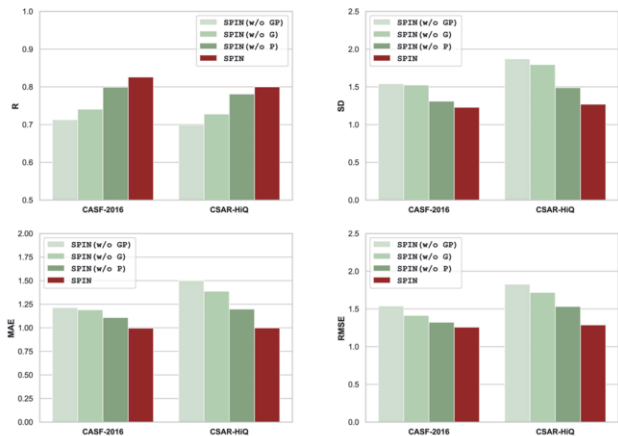 1.0
0.9
0.8
0.7
0.6
0.5
R
SPIN(w/o GP)
SPIN(w/o G)
SPIN(w/o P)
SPIN
CASF-2016 CSAR-HiQ
2.5
2.0
1.5
1.0
0.5
0.0
SD
SPIN(w/o GP)
SPIN(w/o G)
SPIN(w/o P)
SPIN
CASF-2016 CSAR-HiQ
2.00
1.75
1.50
1.25
1.00
0.75
0.50
0.25
0.00
MAE
SPIN(w/o GP)
SPIN(w/o G)
SPIN(w/o P)
SPIN
CASF-2016 CSAR-HiQ
2.5
2.0
1.5
1.0
0.5
0.0
RMSE
SPIN(w/o GP)
SPIN(w/o G)
SPIN(w/o P)
SPIN
CASF-2016 CSAR-HiQ